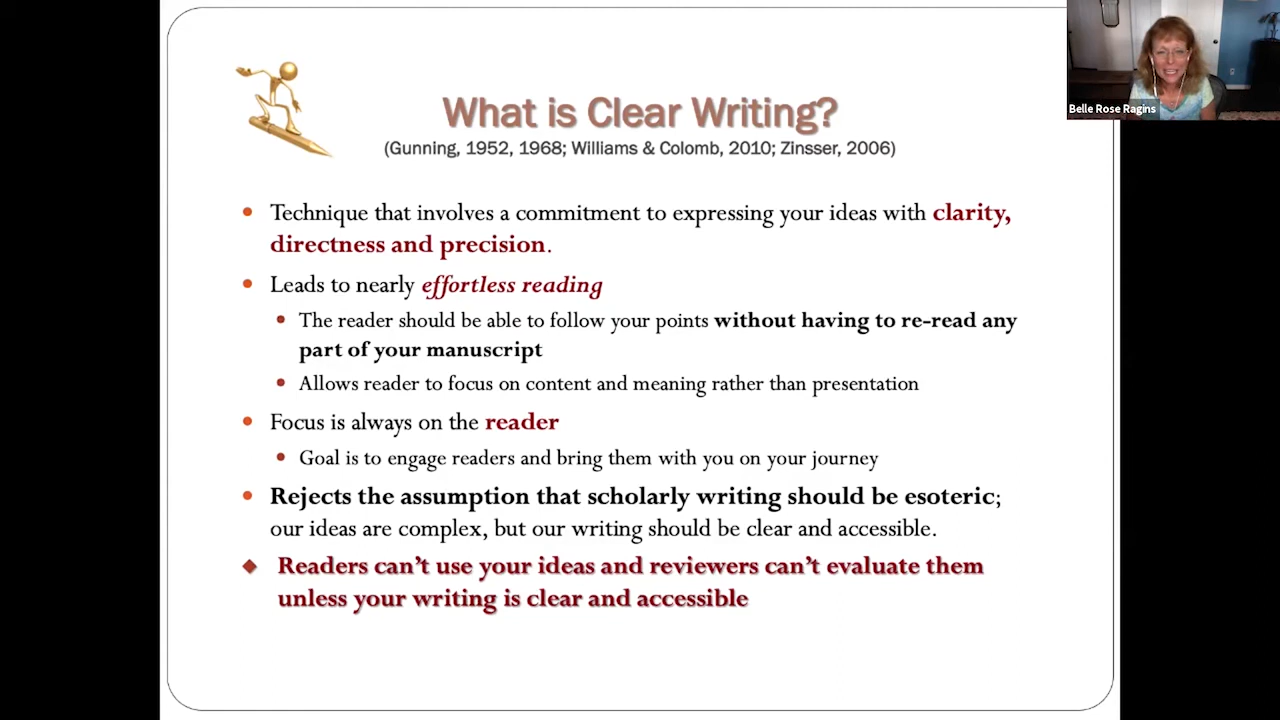 Belle Rose Ragins
What is Clear Writing?
(Gunning, 1952, 1968; Williams & Colomb, 2010; Zinsser, 2006)
• Technique that involves a commitment to expressing your ideas with clarity,
directness and precision.
• Leads to nearly effortless reading
• The reader should be able to follow your points without having to re-read any
part of your manuscript
• Allows reader to focus on content and meaning rather than presentation
• Focus is always on the reader
• Goal is to engage readers and bring them with you on your journey
• Rejects the assumption that scholarly writing should be esoteric;
our ideas are complex, but our writing should be clear and accessible.
◆ Readers can’t use your ideas and reviewers can’t evaluate them
unless your writing is clear and accessible